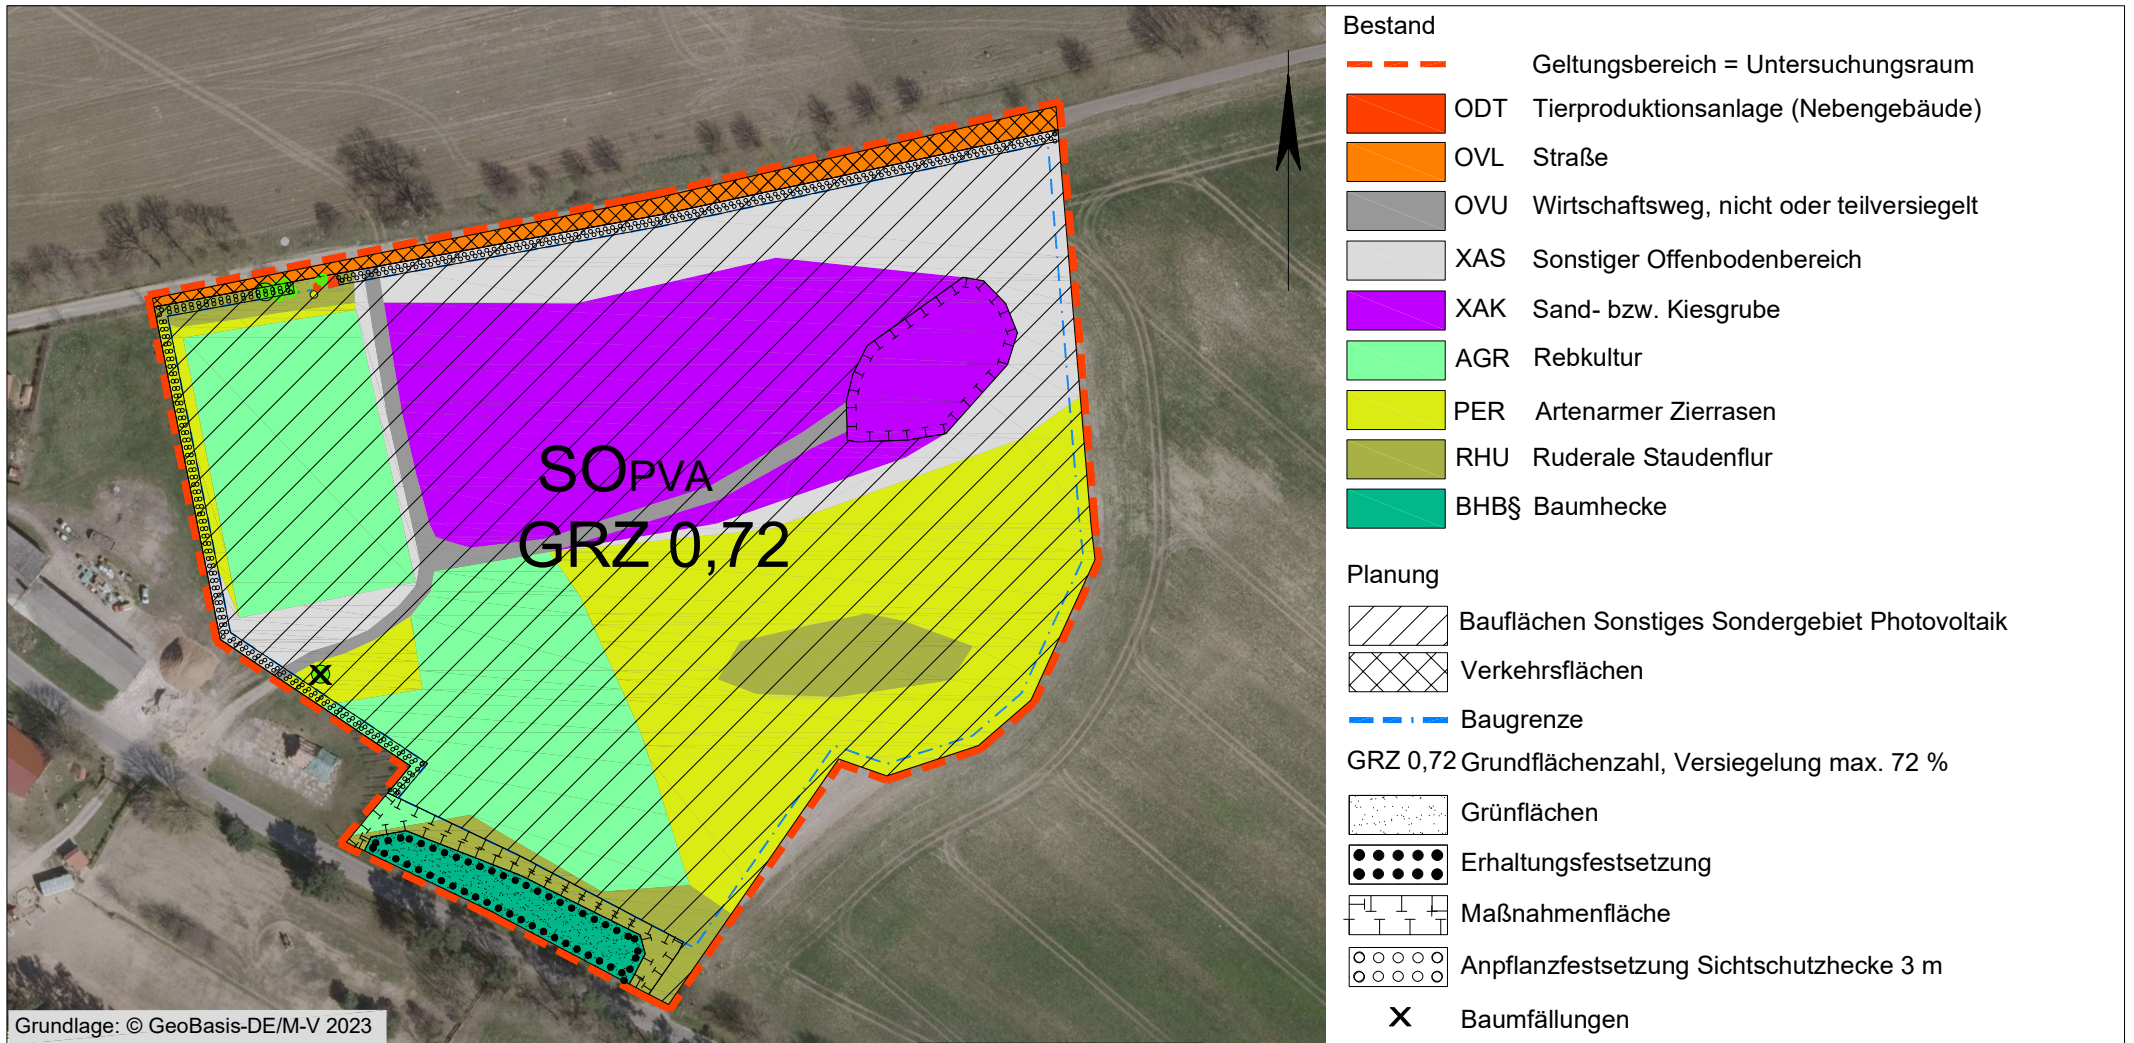 SOPVA
GRZ 0,72
Grundlage: © GeoBasis-DE/M-V 2023
Bestand
Geltungsbereich = Untersuchungsraum
ODT Tierproduktionsanlage (Nebengebäude)
OVL Straße
OVU Wirtschaftsweg, nicht oder teilversiegelt
XAS Sonstiger Offenbodenbereich
XAK Sand- bzw. Kiesgrube
AGR Rebkultur
PER Artenarmer Zierrasen
RHU Ruderale Staudenflur
BHB§ Baumhecke
Planung
Bauflächen Sonstiges Sondergebiet Photovoltaik
Verkehrsflächen
Baugrenze
GRZ 0,72 Grundflächenzahl, Versiegelung max. 72 %
Grünflächen
Erhaltungsfestsetzung
Maßnahmenfläche
Anpflanzfestsetzung Sichtschutzhecke 3 m
Baumfällungen